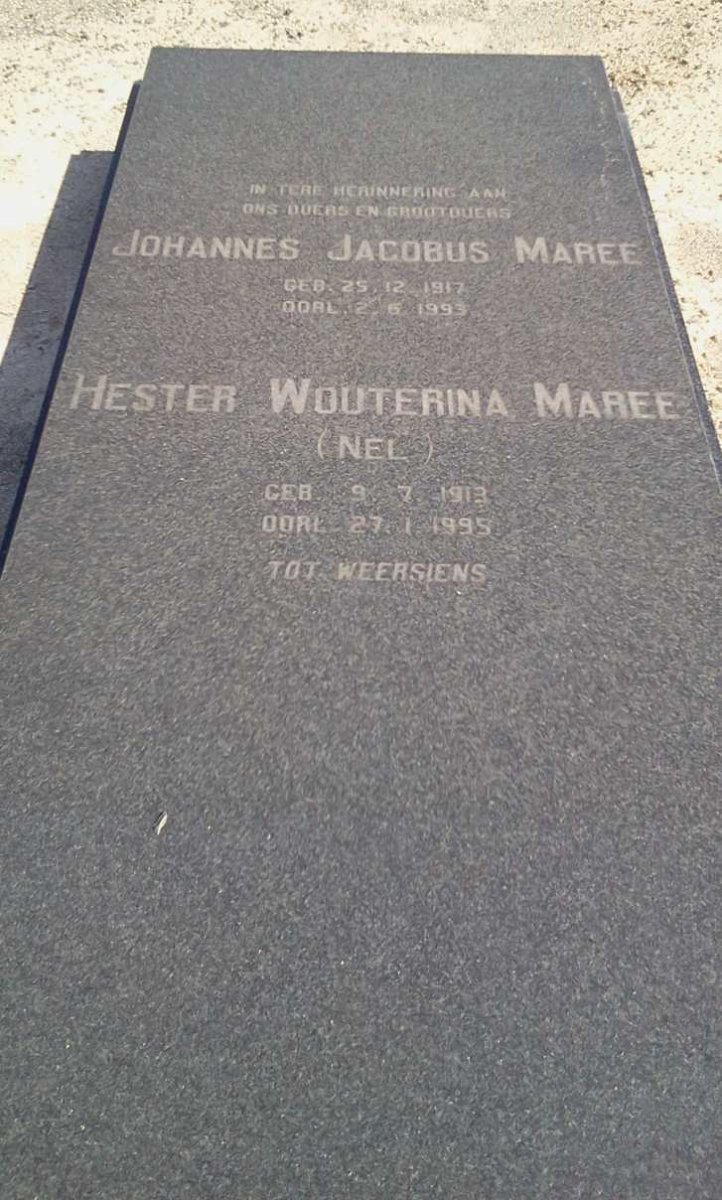 IN TERE HERINNERING AAN
ONS OUERS EN GROOTOUERS
JOHANNES JACOBUS MAREE
GEB. 25. 12. 1917
OORL. 2. 6. 1993
HESTER WOUTERINA MAREE
(NEL)
GEB 9 7 1913
OORL 27. 1 1995
TOT WEERSIENS